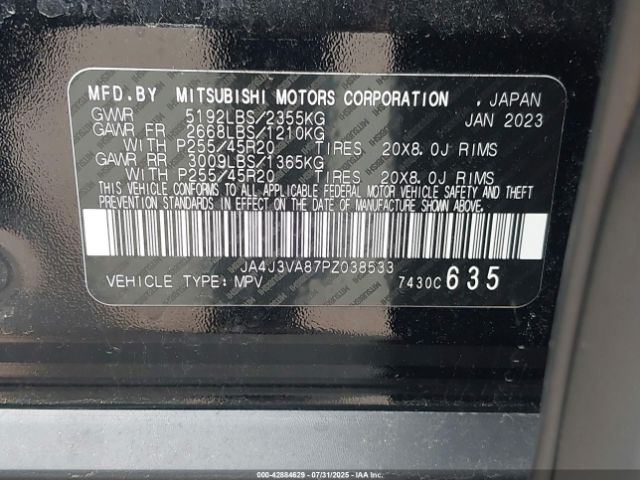 MFD.BY MITSUBISHI MOTORS CORPORATION , JAPAN
GVWR 5192LBS/2355KG JAN 2023
GAWR FR 2668LBS/1210KG
WITH P255/45R20 TIRES 20X8.0J RIMS
GAWR RR 3009LBS/1365KG
WITH P255/45R20 TIRES 20X8.0J RIMS
THIS VEHICLE CONFORMS TO ALL APPLICABLE FEDERAL MOTOR VEHICLE SAFETY AND THEFT
PREVENTION STANDARDS IN EFFECT ON THE DATE OF MANUFACTURE SHOWN ABOVE.
JA4J3VA87PZ038533
VEHICLE TYPE: MPV 7430C 635
000-42884629 - 07/31/2025 - IAAI.COM